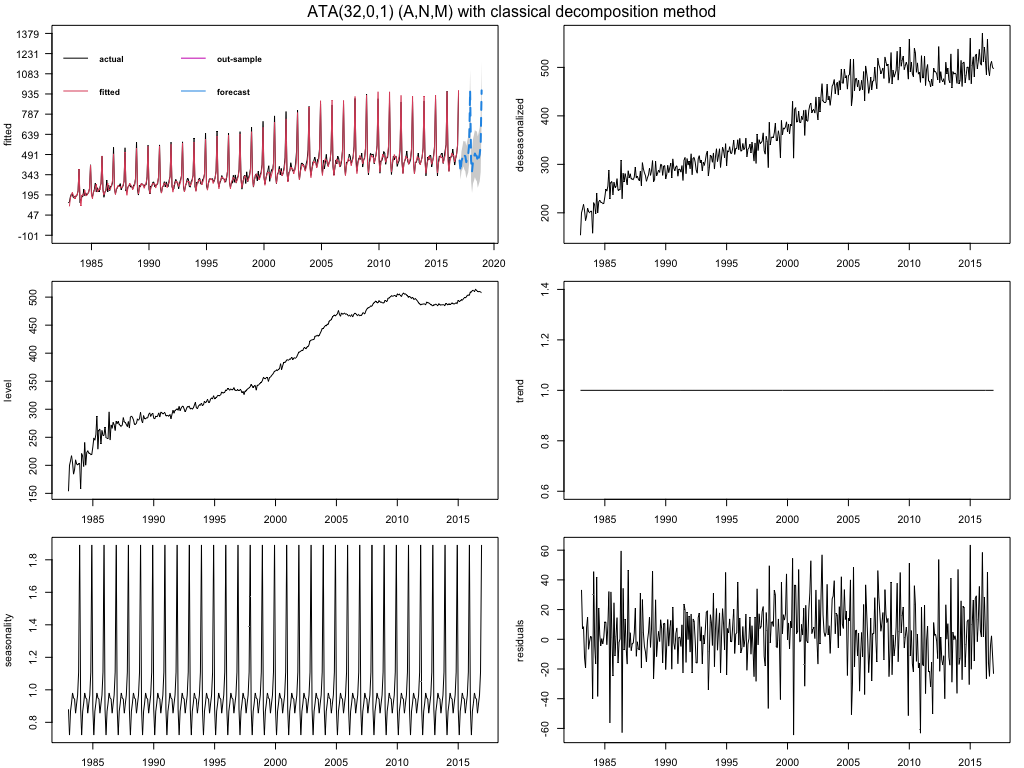 ATA(32,0,1) (A,N,M) with classical decomposition method
fitted
1379
1231
1083
935
787
639
491
343
195
47
-101
actual
out-sample
fitted
forecast
1985 1990 1995 2000 2005 2010 2015 2020
deseasonalized
500
400
300
200
1985 1990 1995 2000 2005 2010 2015
level
500
450
400
350
300
250
200
150
1985 1990 1995 2000 2005 2010 2015
trend
1.4
1.2
1.0
0.8
0.6
1985 1990 1995 2000 2005 2010 2015
seasonality
1.8
1.6
1.4
1.2
1.0
0.8
1985 1990 1995 2000 2005 2010 2015
residuals
60
40
20
0
-20
-40
-60
1985 1990 1995 2000 2005 2010 2015